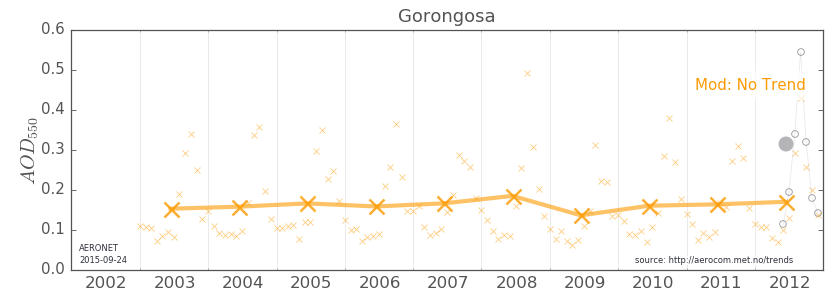 Gorongosa
0.6
0.5
0.4
0.3
0.2
0.1
0.0
AOD550
Mod: No Trend
AERONET
2015-09-24
source: http://aerocom.met.no/trends
2002 2003 2004 2005 2006 2007 2008 2009 2010 2011 2012